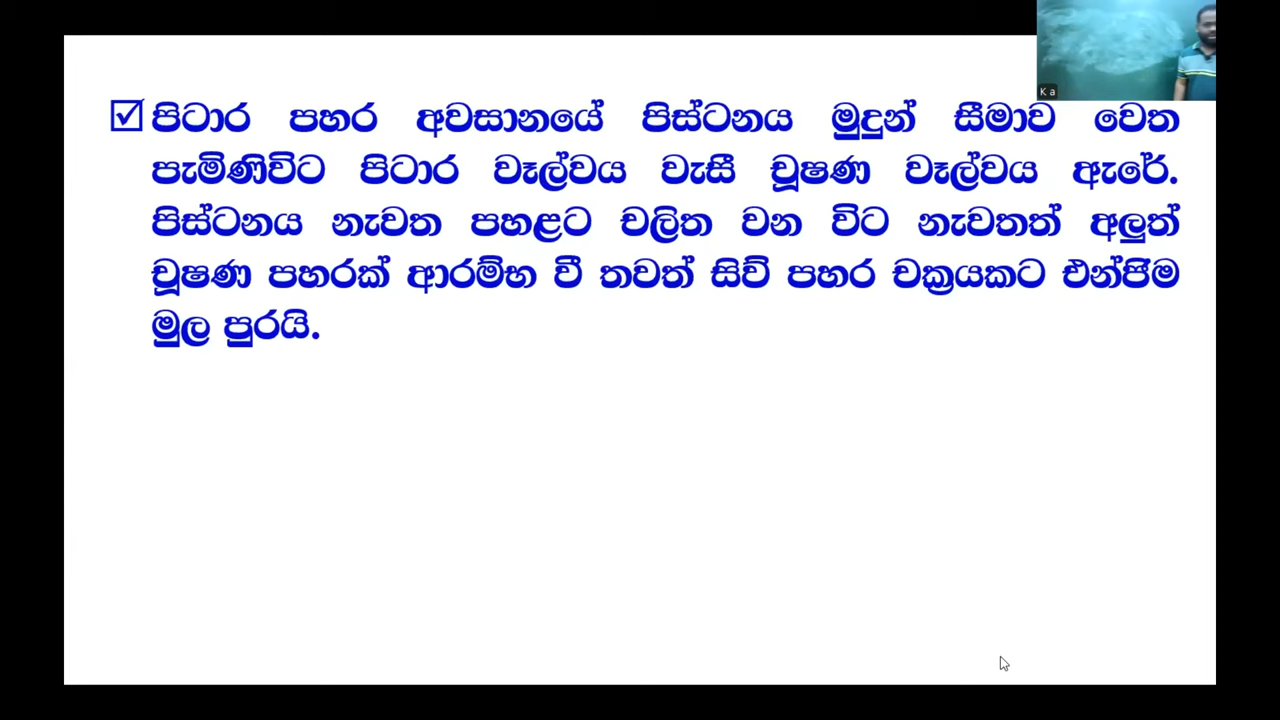 K a
☑ පිටාර පහර අවසානයේ පිස්ටනය මුදුන් සීමාව වෙත
පැමිණිවිට පිටාර වෑල්වය වැසී චූෂණ වෑල්වය ඇරේ.
පිස්ටනය නැවත පහළට චලිත වන විට නැවතත් අලුත්
චූෂණ පහරක් ආරම්භ වී තවත් සිව් පහර චක්‍රයකට එන්ජිම
මුල පුරයි.